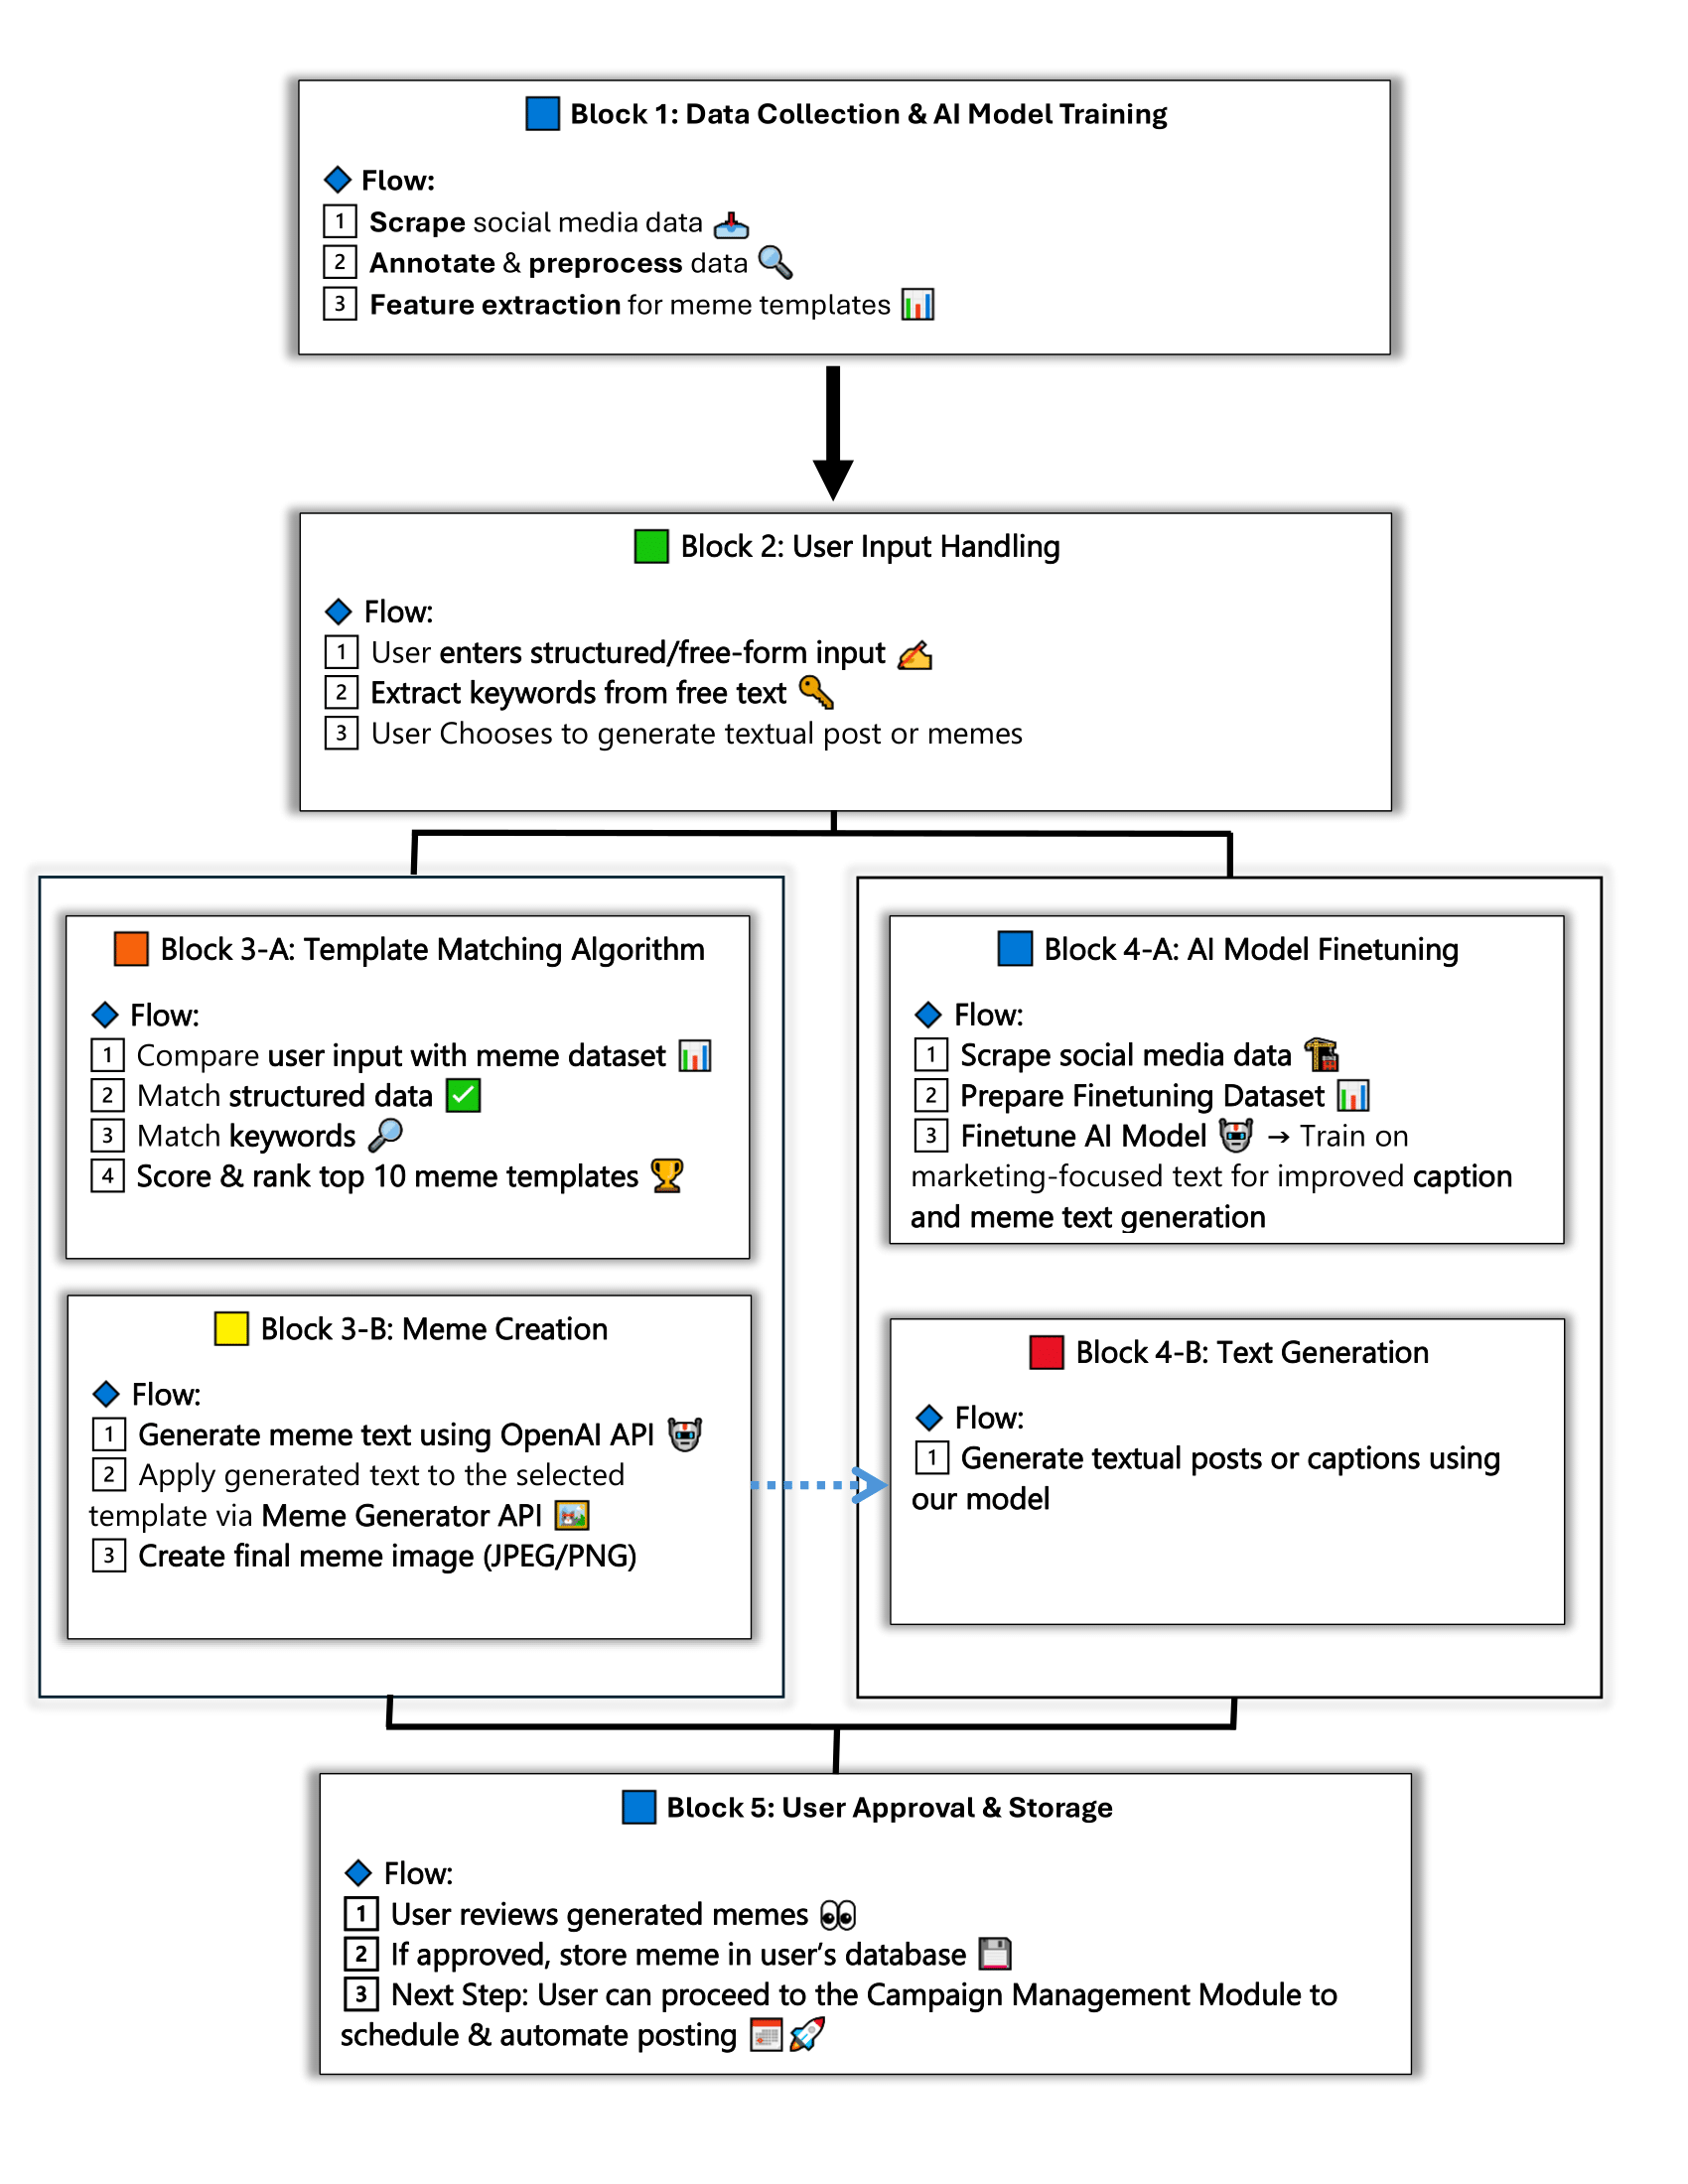 Block 1: Data Collection & AI Model Training
Flow:
1 Scrape social media data
2 Annotate & preprocess data
3 Feature extraction for meme templates
Block 2: User Input Handling
Flow:
1 User enters structured/free-form input
2 Extract keywords from free text
3 User Chooses to generate textual post or memes
Block 3-A: Template Matching Algorithm
Flow:
1 Compare user input with meme dataset
2 Match structured data
3 Match keywords
4 Score & rank top 10 meme templates
Block 3-B: Meme Creation
Flow:
1 Generate meme text using OpenAI API
2 Apply generated text to the selected
template via Meme Generator API
3 Create final meme image (JPEG/PNG)
Block 4-A: AI Model Finetuning
Flow:
1 Scrape social media data
2 Prepare Finetuning Dataset
3 Finetune AI Model → Train on
marketing-focused text for improved caption
and meme text generation
Block 4-B: Text Generation
Flow:
1 Generate textual posts or captions using
our model
Block 5: User Approval & Storage
Flow:
1 User reviews generated memes
2 If approved, store meme in user’s database
3 Next Step: User can proceed to the Campaign Management Module to
schedule & automate posting